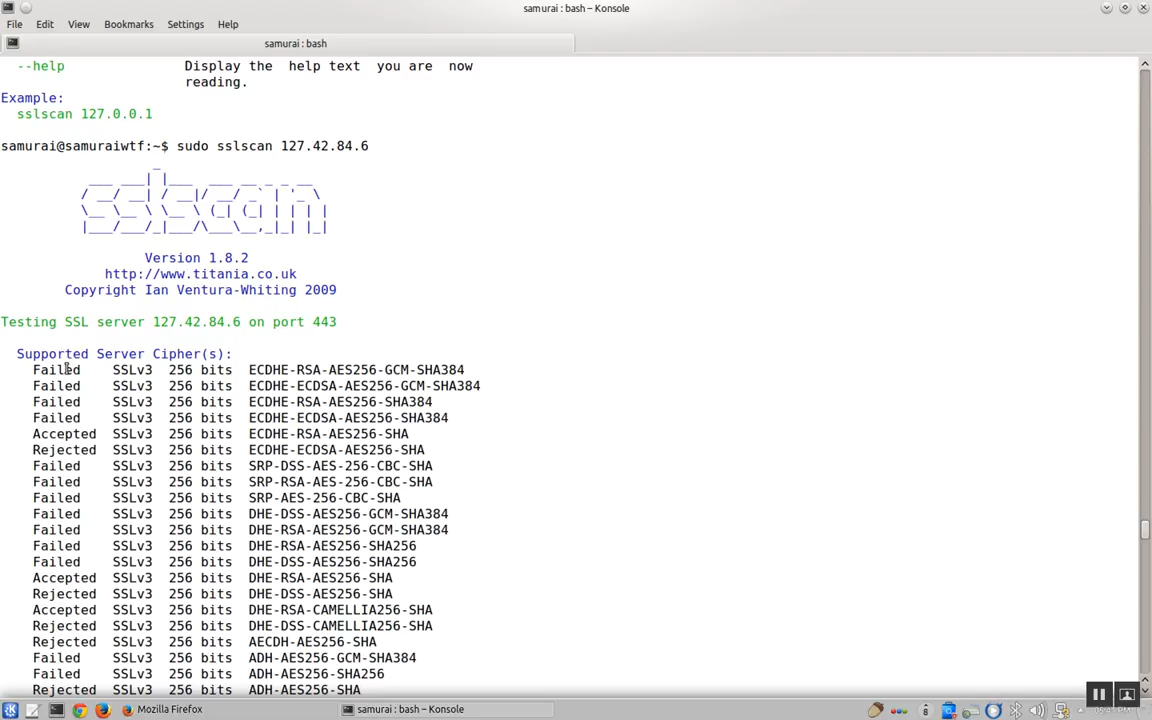 samurai : bash – Konsole
File Edit View Bookmarks Settings Help
samurai : bash
--help Display the help text you are now
reading.
Example:
sslscan 127.0.0.1
samurai@samuraiwtf:~$ sudo sslscan 127.42.84.6
sslscan
Version 1.8.2
http://www.titania.co.uk
Copyright Ian Ventura-Whiting 2009
Testing SSL server 127.42.84.6 on port 443
Supported Server Cipher(s):
Failed SSLv3 256 bits ECDHE-RSA-AES256-GCM-SHA384
Failed SSLv3 256 bits ECDHE-ECDSA-AES256-GCM-SHA384
Failed SSLv3 256 bits ECDHE-RSA-AES256-SHA384
Failed SSLv3 256 bits ECDHE-ECDSA-AES256-SHA384
Accepted SSLv3 256 bits ECDHE-RSA-AES256-SHA
Rejected SSLv3 256 bits ECDHE-ECDSA-AES256-SHA
Failed SSLv3 256 bits SRP-DSS-AES-256-CBC-SHA
Failed SSLv3 256 bits SRP-RSA-AES-256-CBC-SHA
Failed SSLv3 256 bits SRP-AES-256-CBC-SHA
Failed SSLv3 256 bits DHE-DSS-AES256-GCM-SHA384
Failed SSLv3 256 bits DHE-RSA-AES256-GCM-SHA384
Failed SSLv3 256 bits DHE-RSA-AES256-SHA256
Failed SSLv3 256 bits DHE-DSS-AES256-SHA256
Accepted SSLv3 256 bits DHE-RSA-AES256-SHA
Rejected SSLv3 256 bits DHE-DSS-AES256-SHA
Accepted SSLv3 256 bits DHE-RSA-CAMELLIA256-SHA
Rejected SSLv3 256 bits DHE-DSS-CAMELLIA256-SHA
Rejected SSLv3 256 bits AECDH-AES256-SHA
Failed SSLv3 256 bits ADH-AES256-GCM-SHA384
Failed SSLv3 256 bits ADH-AES256-SHA256
Rejected SSLv3 256 bits ADH-AES256-SHA
Mozilla Firefox samurai : bash – Konsole